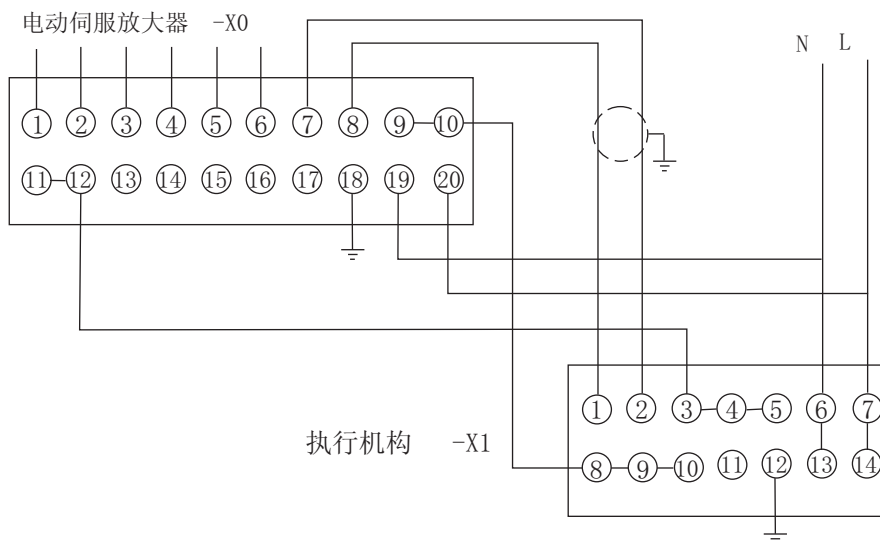 电动伺服放大器 -X0
N L
① ② ③ ④ ⑤ ⑥ ⑦ ⑧ ⑨ ⑩
⑪ ⑫ ⑬ ⑭ ⑮ ⑯ ⑰ ⑱ ⑲ ⑳
① ② ③ ④ ⑤ ⑥ ⑦
执行机构 -X1
⑧ ⑨ ⑩ ⑪ ⑫ ⑬ ⑭